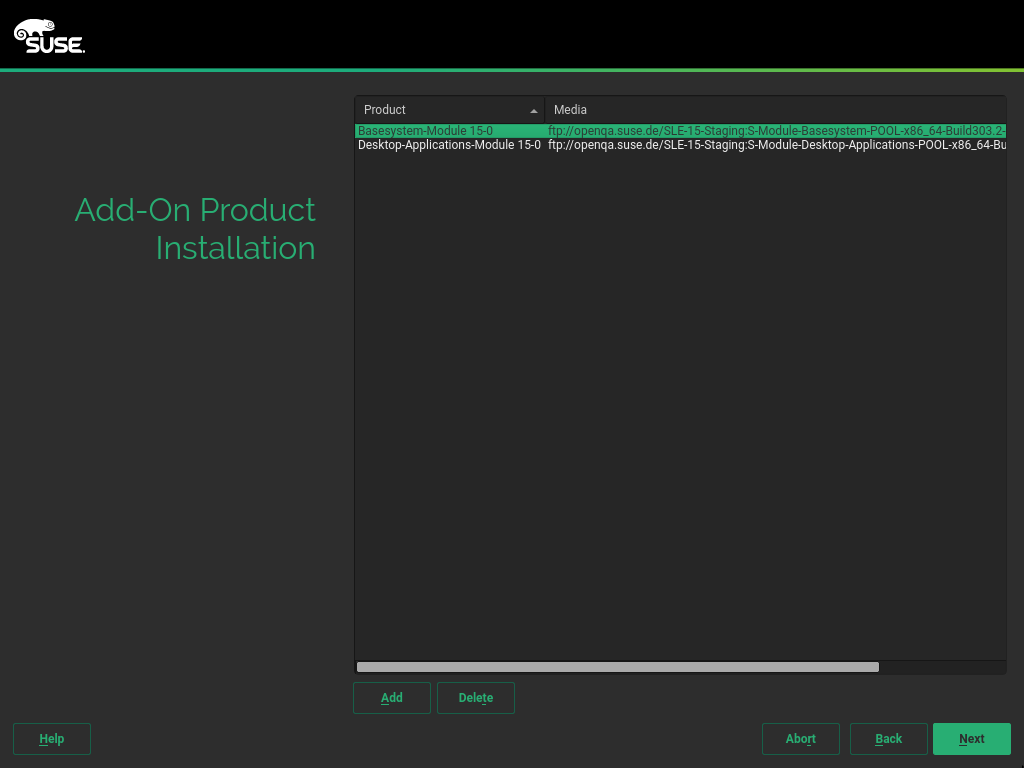 SUSE.
Product Media
Basesystem-Module 15-0 ftp://openqa.suse.de/SLE-15-Staging:S-Module-Basesystem-POOL-x86_64-Build303.2-
Desktop-Applications-Module 15-0 ftp://openqa.suse.de/SLE-15-Staging:S-Module-Desktop-Applications-POOL-x86_64-Bu
Add-On Product
Installation
Add Delete
Help Abort Back Next